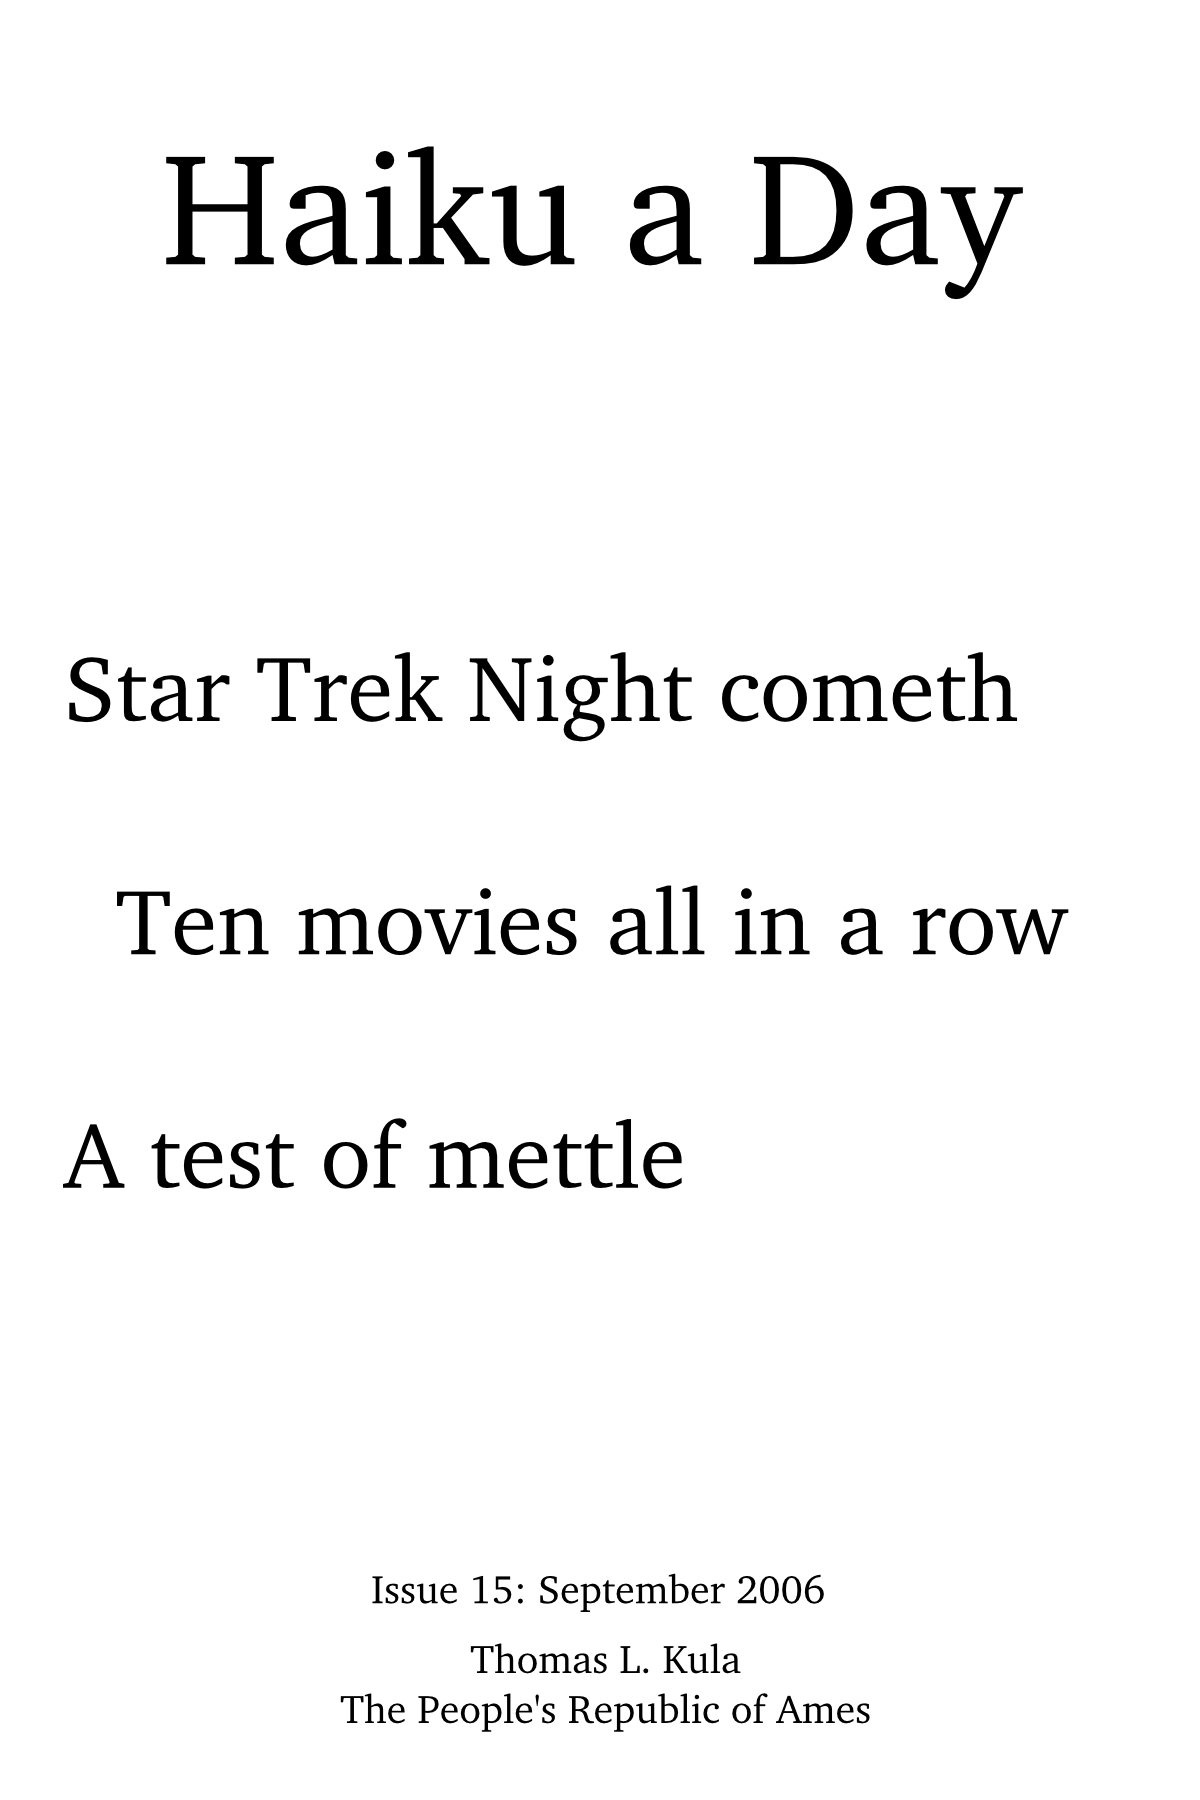 Haiku a Day
Star Trek Night cometh
Ten movies all in a row
A test of mettle
Issue 15: September 2006
Thomas L. Kula
The People's Republic of Ames